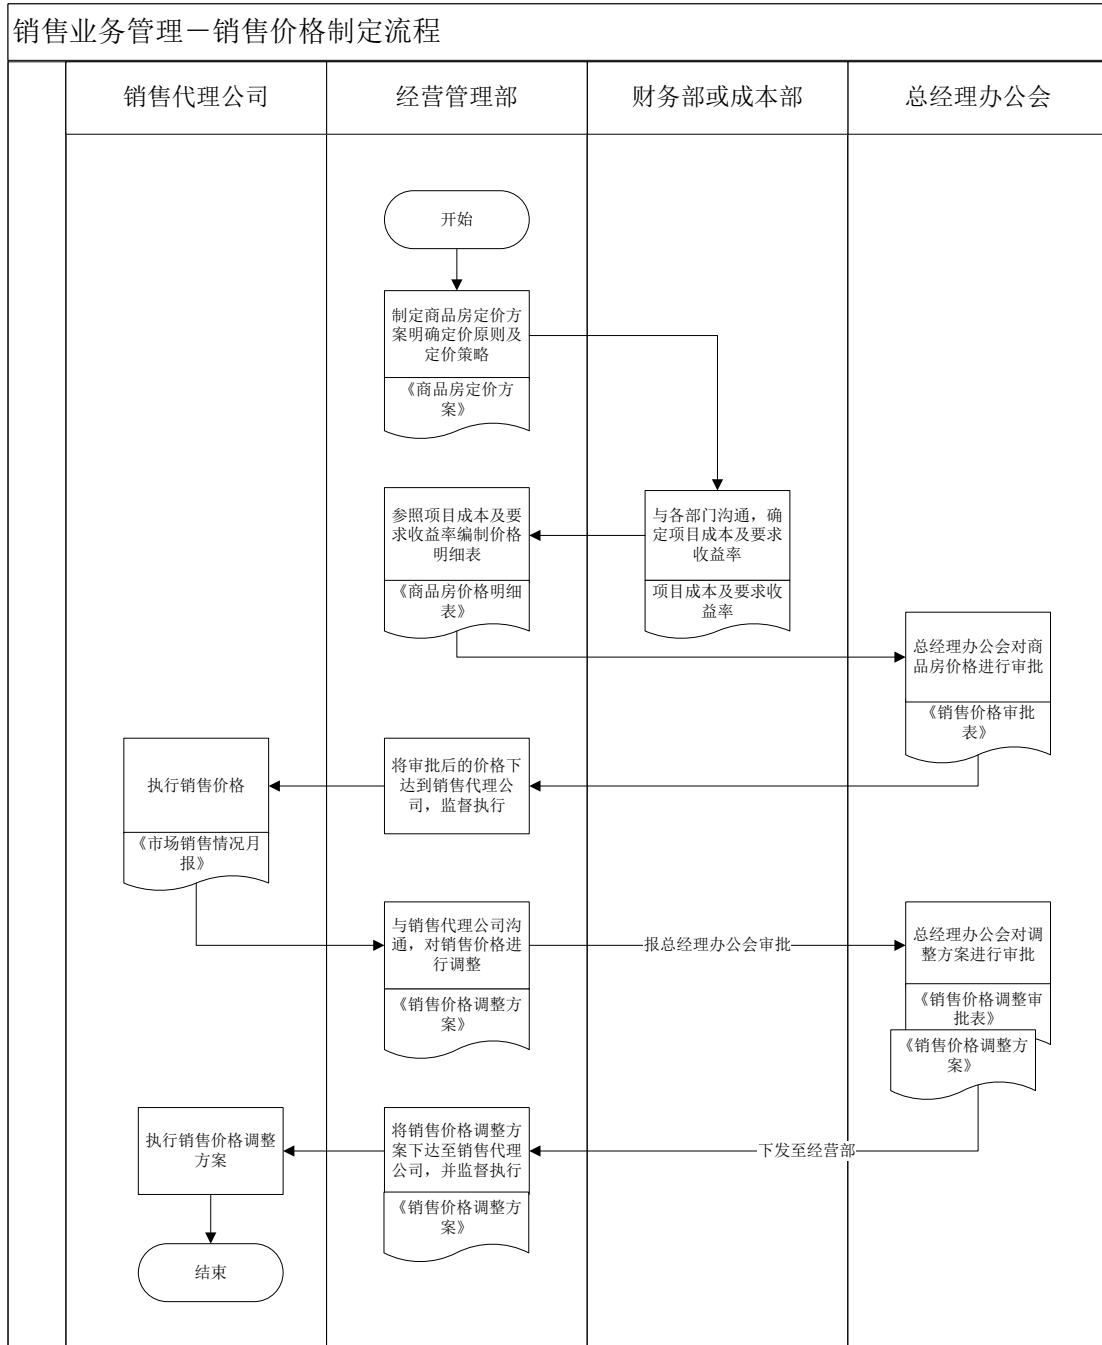 销售业务管理－销售价格制定流程
销售代理公司
经营管理部
财务部或成本部
总经理办公会
开始
制定商品房定价方
案明确定价原则及
定价策略
《商品房定价方
案》
参照项目成本及要
求收益率编制价格
明细表
《商品房价格明细
表》
与各部门沟通，确
定项目成本及要求
收益率
项目成本及要求收
益率
总经理办公会对商
品房价格进行审批
《销售价格审批
表》
执行销售价格
《市场销售情况月
报》
将审批后的价格下
达到销售代理公
司，监督执行
与销售代理公司沟
通，对销售价格进
行调整
《销售价格调整方
案》
报总经理办公会审批
总经理办公会对调
整方案进行审批
《销售价格调整审
批表》
《销售价格调整方
案》
执行销售价格调整
方案
将销售价格调整方
案下达至销售代理
公司，并监督执行
《销售价格调整方
案》
下发至经营部
结束